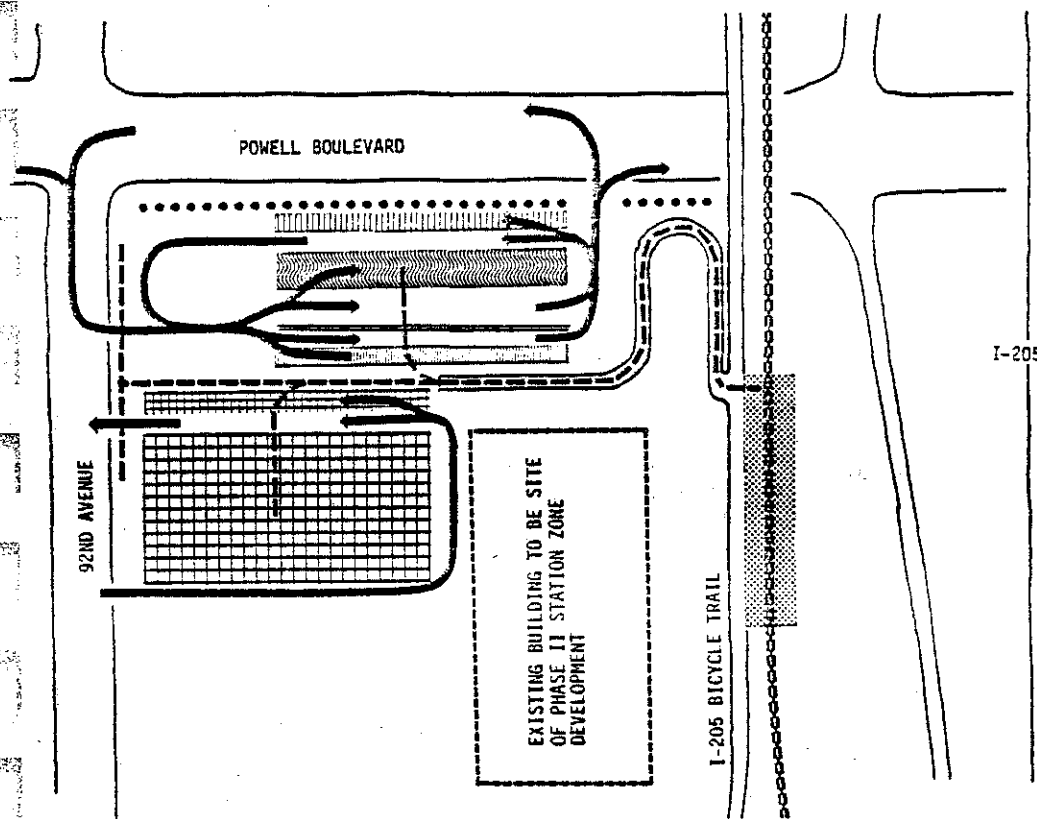 POWELL BOULEVARD
I-205
92ND AVENUE
EXISTING BUILDING TO BE SITE
OF PHASE II STATION ZONE
DEVELOPMENT
I-205 BICYCLE TRAIL